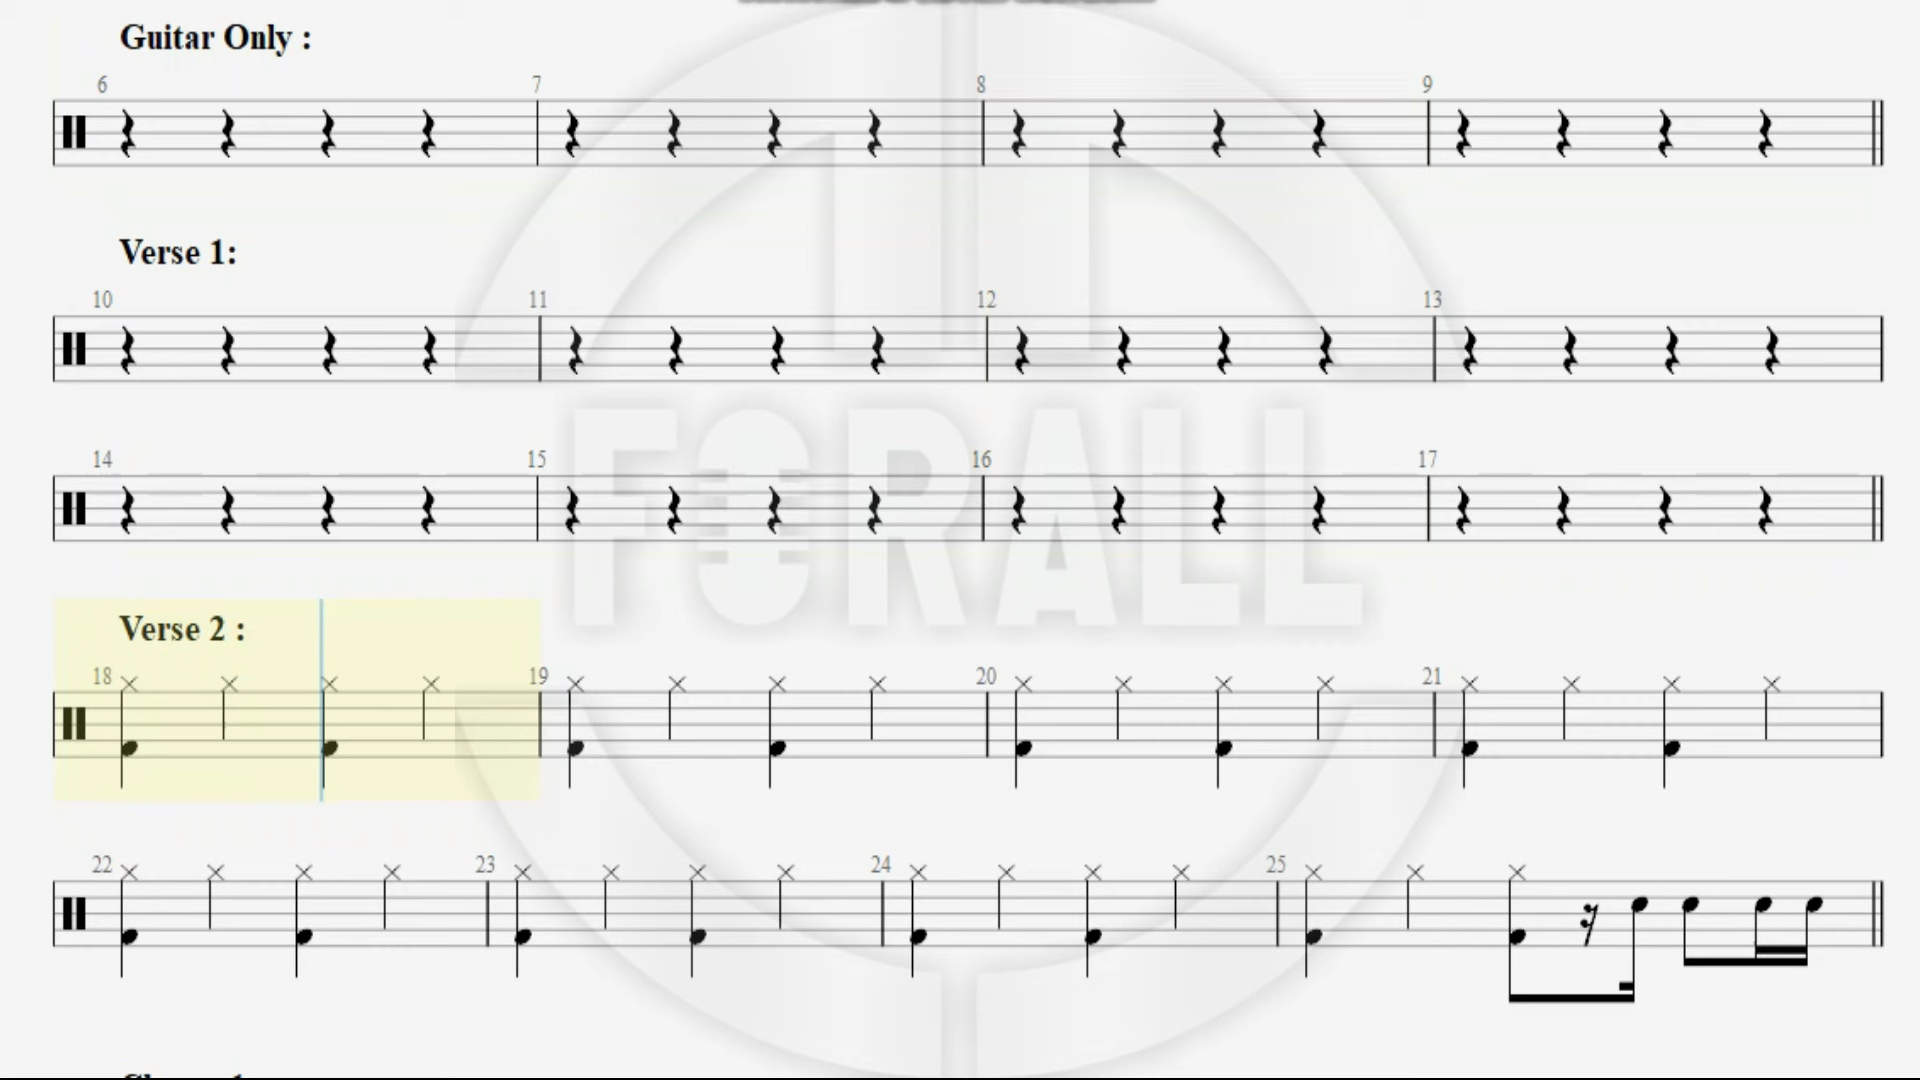 Guitar Only :
6 7 8 9
Verse 1:
10 11 12 13
14 15 16 17
FORALL
Verse 2 :
18 19 20 21
22 23 24 25